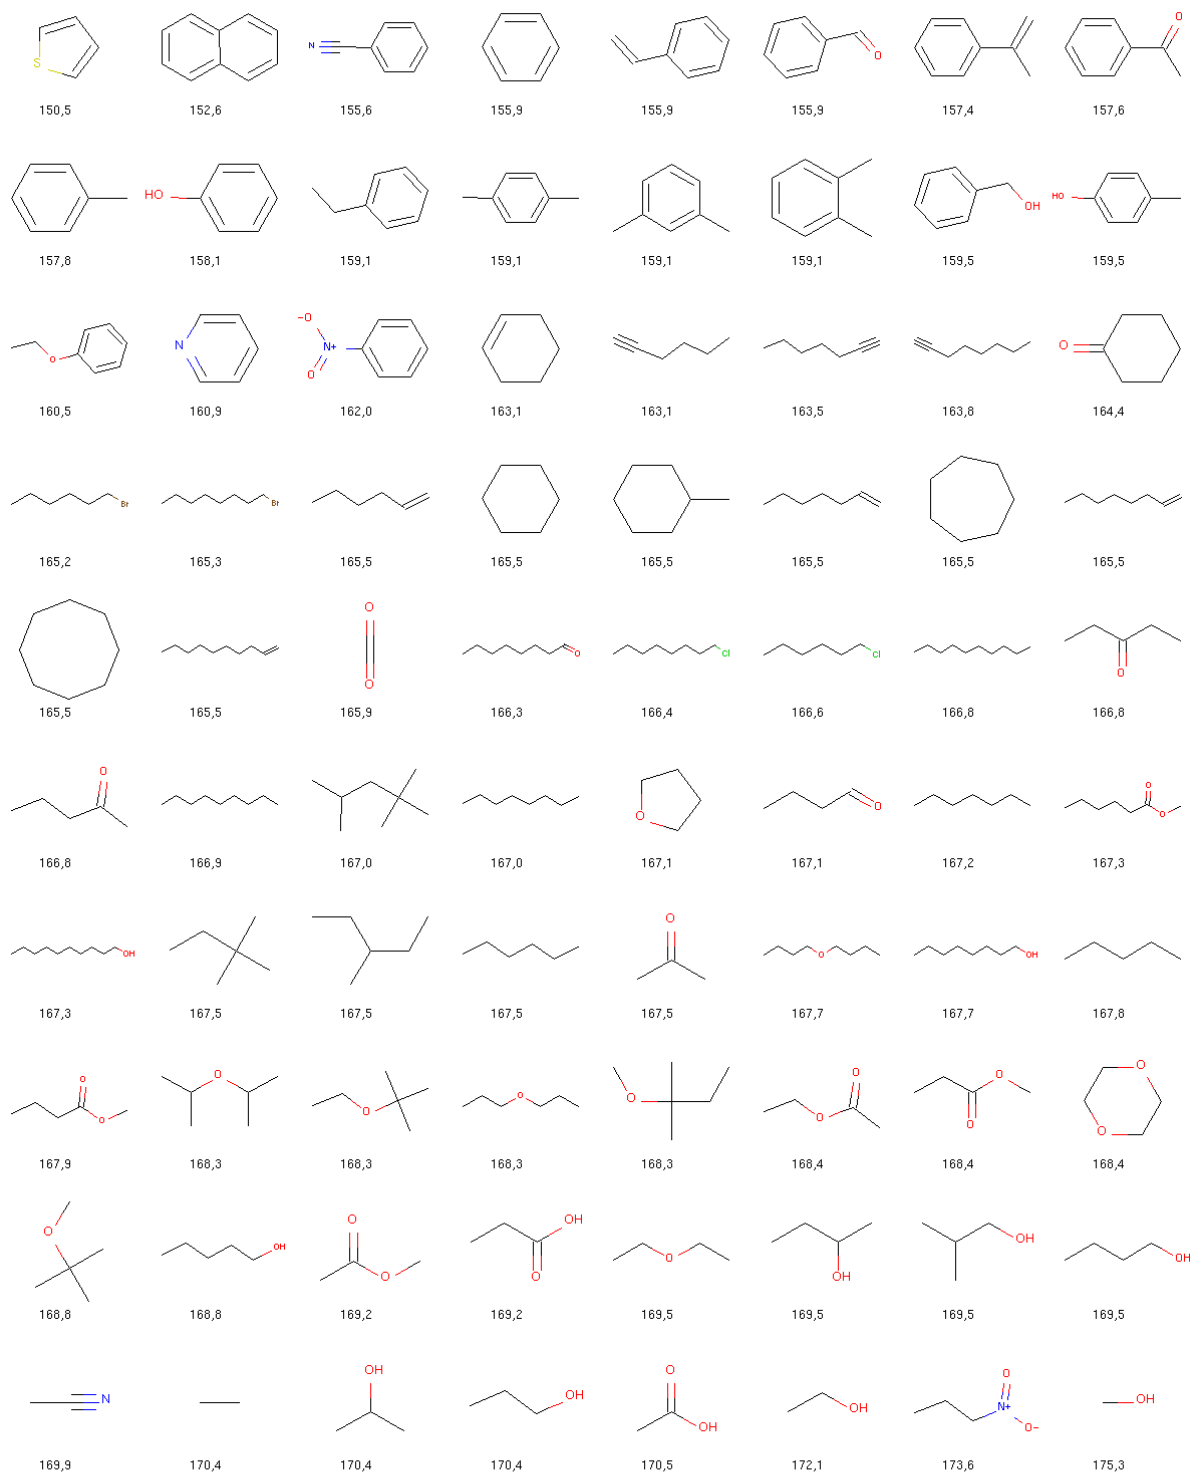 S N O O
150,5 152,6 155,6 155,9 155,9 155,9 157,4 157,6
HO OH HO
157,8 158,1 159,1 159,1 159,1 159,1 159,5 159,5
O N −O N+ O O
160,5 160,9 162,0 163,1 163,1 163,5 163,8 164,4
Br Br
165,2 165,3 165,5 165,5 165,5 165,5 165,5 165,5
O O O Cl Cl O
165,5 165,5 165,9 166,3 166,4 166,6 166,8 166,8
O O O O O
166,8 166,9 167,0 167,0 167,1 167,1 167,2 167,3
OH O O OH
167,3 167,5 167,5 167,5 167,5 167,7 167,7 167,8
O O O O O O O O O O O O
167,9 168,3 168,3 168,3 168,3 168,4 168,4 168,4
O OH O O OH O O OH OH OH
168,8 168,8 169,2 169,2 169,5 169,5 169,5 169,5
N OH OH O OH OH O N+ O− OH
169,9 170,4 170,4 170,4 170,5 172,1 173,6 175,3